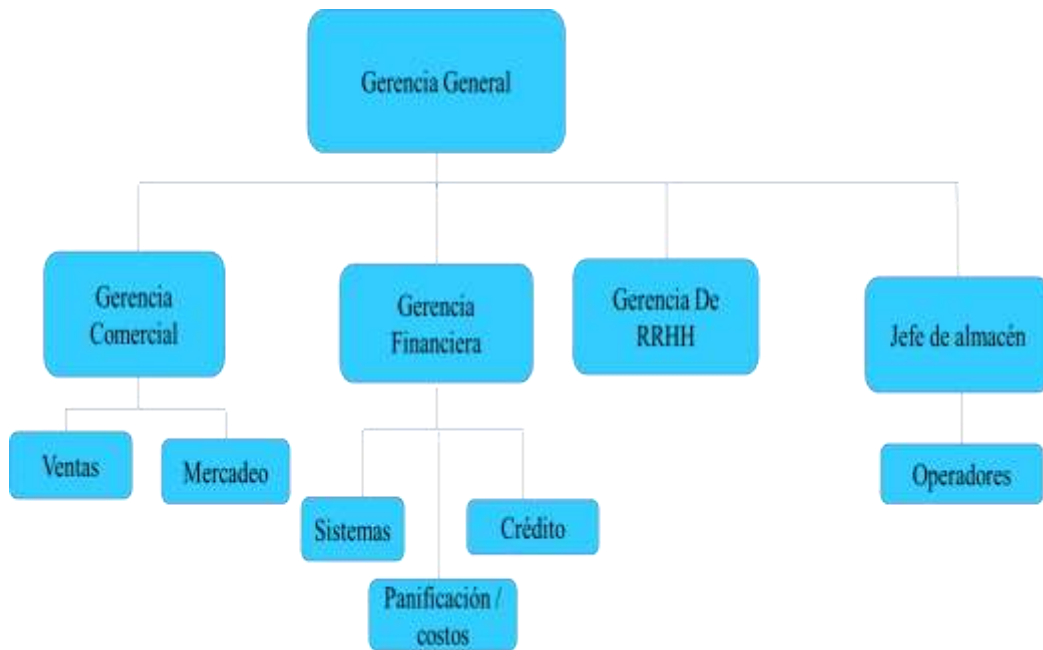 Gerencia General
Gerencia
Comercial
Gerencia
Financiera
Gerencia De
RRHH
Jefe de almacén
Ventas
Mercadeo
Operadores
Sistemas
Crédito
Panificación /
costos